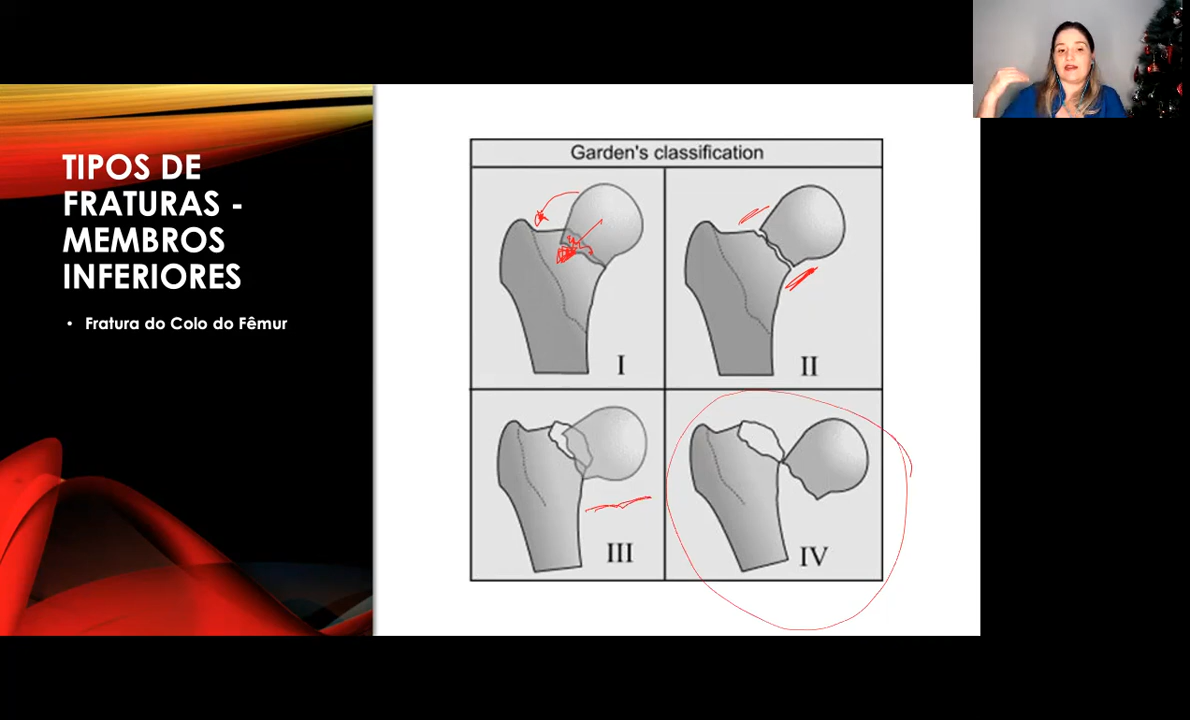 TIPOS DE
FRATURAS -
MEMBROS
INFERIORES
• Fratura do Colo do Fêmur
Garden's classification
I
II
III
IV